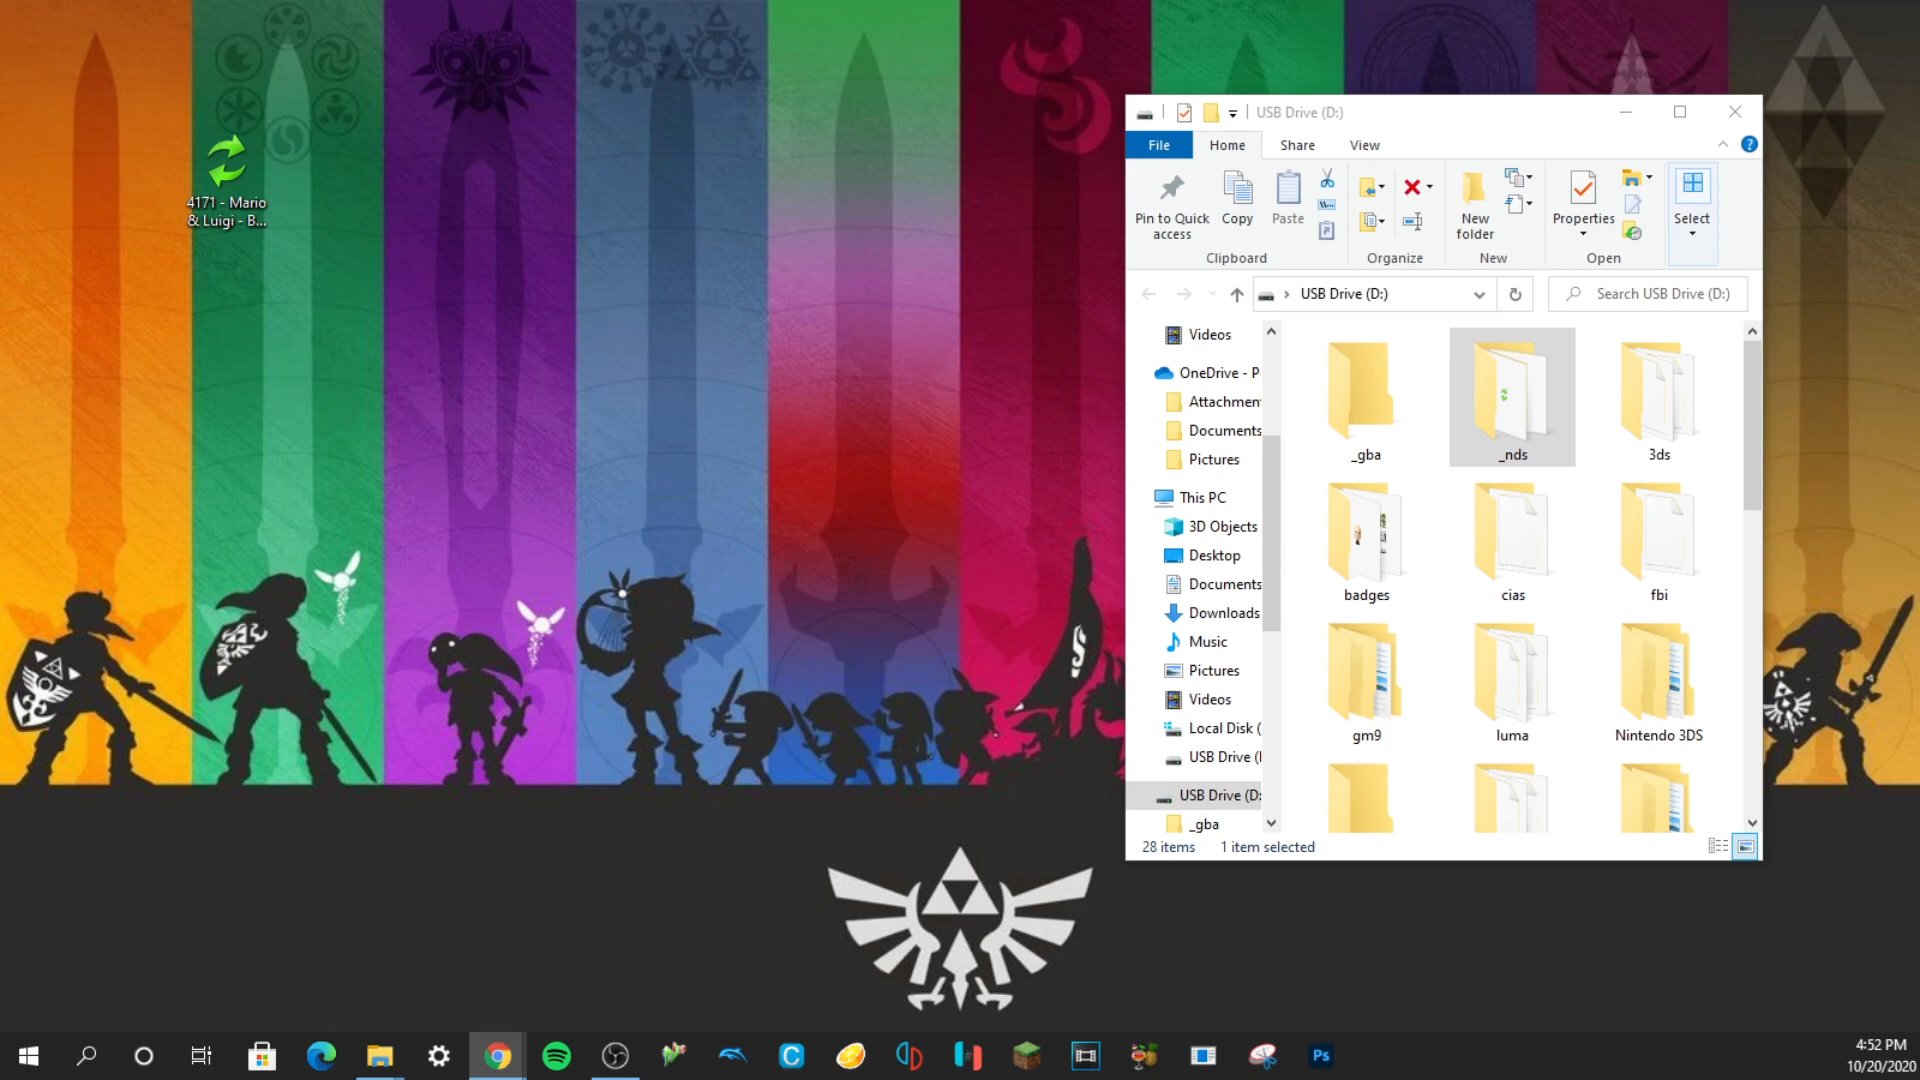 4171 - Mario
& Luigi - B...
USB Drive (D:)
File
Home
Share
View
Pin to Quick
access
Copy
Paste
New
folder
Properties
Select
Clipboard
Organize
New
Open
USB Drive (D:)
Search USB Drive (D:)
Videos
OneDrive - P
Attachmen
Documents
Pictures
This PC
3D Objects
Desktop
Documents
Downloads
Music
Pictures
Videos
Local Disk (
USB Drive (
USB Drive (D:
_gba
_gba
_nds
3ds
badges
cias
fbi
gm9
luma
Nintendo 3DS
28 items
1 item selected
C
Ps
4:52 PM
10/20/2020